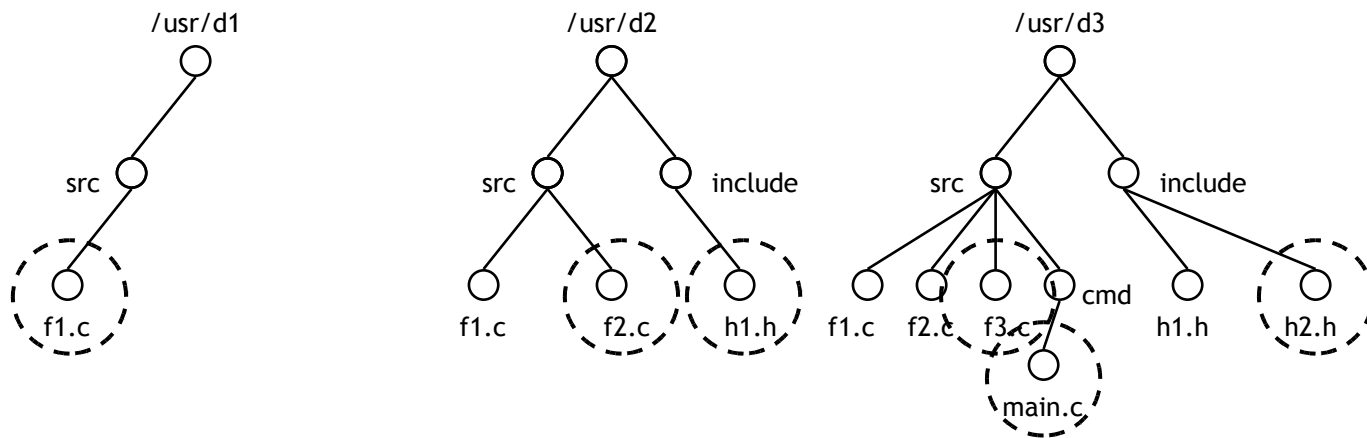 /usr/d1
/usr/d2
/usr/d3
src
src
include
src
include
f1.c
f1.c
f2.c
h1.h
f1.c
f2.c
f3.c
cmd
h1.h
h2.h
main.c